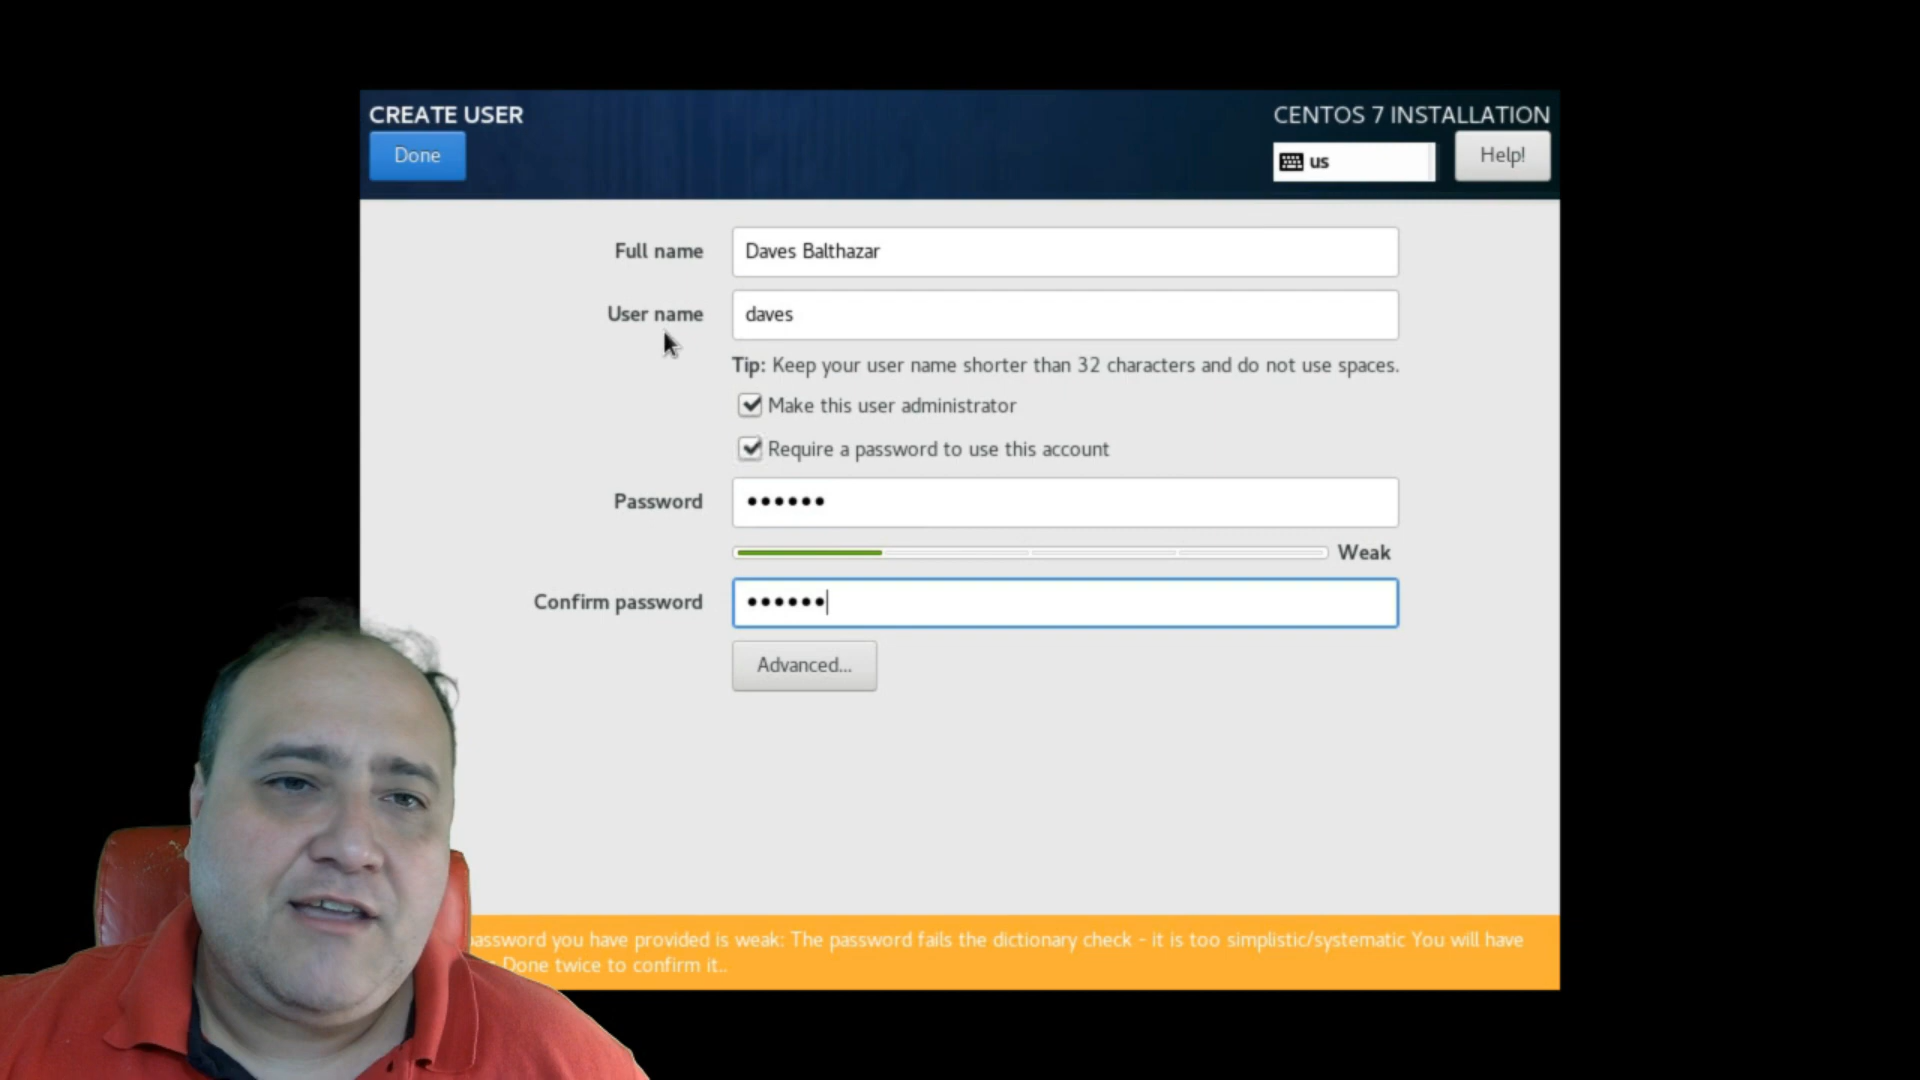 CREATE USER
CENTOS 7 INSTALLATION
Done
us
Help!
Full name
Daves Balthazar
User name
daves
Tip: Keep your user name shorter than 32 characters and do not use spaces.
Make this user administrator
Require a password to use this account
Password
••••••
Weak
Confirm password
••••••
Advanced...
you have provided is weak: The password fails the dictionary check - it is too simplistic/systematic You will have
Done twice to confirm it..